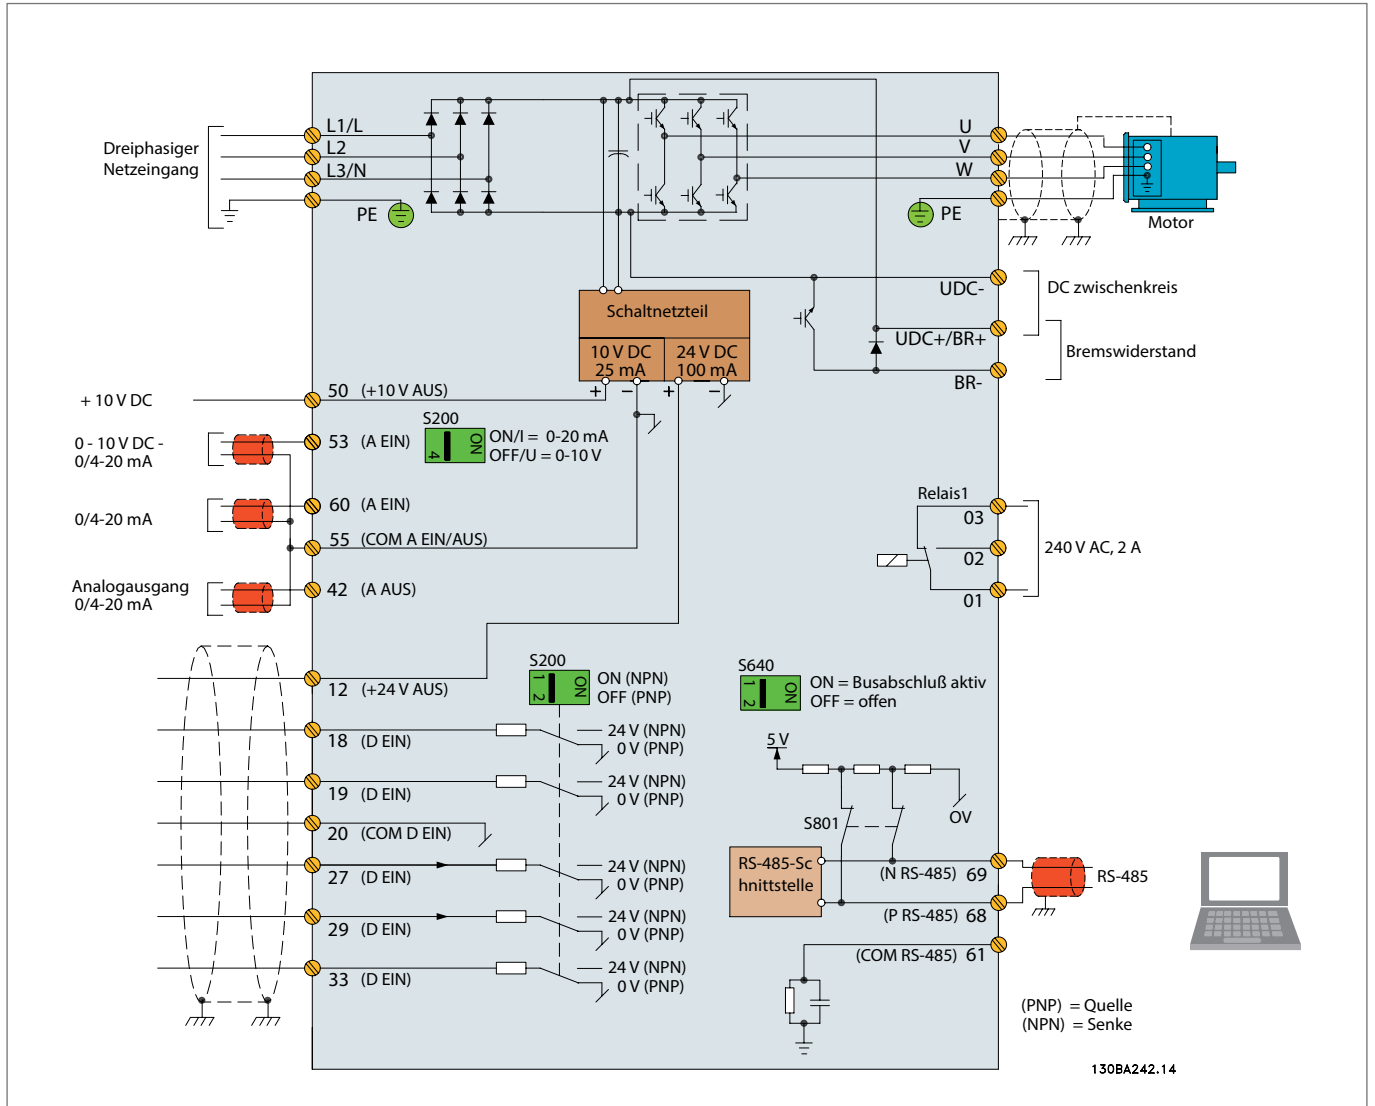 Dreiphasiger
Netzeingang
L1/L
L2
L3/N
PE
U
V
W
PE
Motor
UDC-
DC zwischenkreis
UDC+/BR+
Bremswiderstand
BR-
Schaltnetzteil
10 V DC
25 mA
24 V DC
100 mA
+ - + -
+ 10 V DC
50 (+10 V AUS)
S200
ON
4
ON/I = 0-20 mA
OFF/U = 0-10 V
0 - 10 V DC -
0/4-20 mA
53 (A EIN)
0/4-20 mA
60 (A EIN)
55 (COM A EIN/AUS)
Analogausgang
0/4-20 mA
42 (A AUS)
Relais1
03
02
01
240 V AC, 2 A
12 (+24 V AUS)
S200
1 2
ON
ON (NPN)
OFF (PNP)
S640
1 2
ON
ON = Busabschluß aktiv
OFF = offen
18 (D EIN)
24 V (NPN)
0 V (PNP)
19 (D EIN)
24 V (NPN)
0 V (PNP)
20 (COM D EIN)
27 (D EIN)
24 V (NPN)
0 V (PNP)
29 (D EIN)
24 V (NPN)
0 V (PNP)
33 (D EIN)
24 V (NPN)
0 V (PNP)
5 V
S801
OV
RS-485-Sc
hnittstelle
(N RS-485) 69
RS-485
(P RS-485) 68
(COM RS-485) 61
(PNP) = Quelle
(NPN) = Senke
130BA242.14